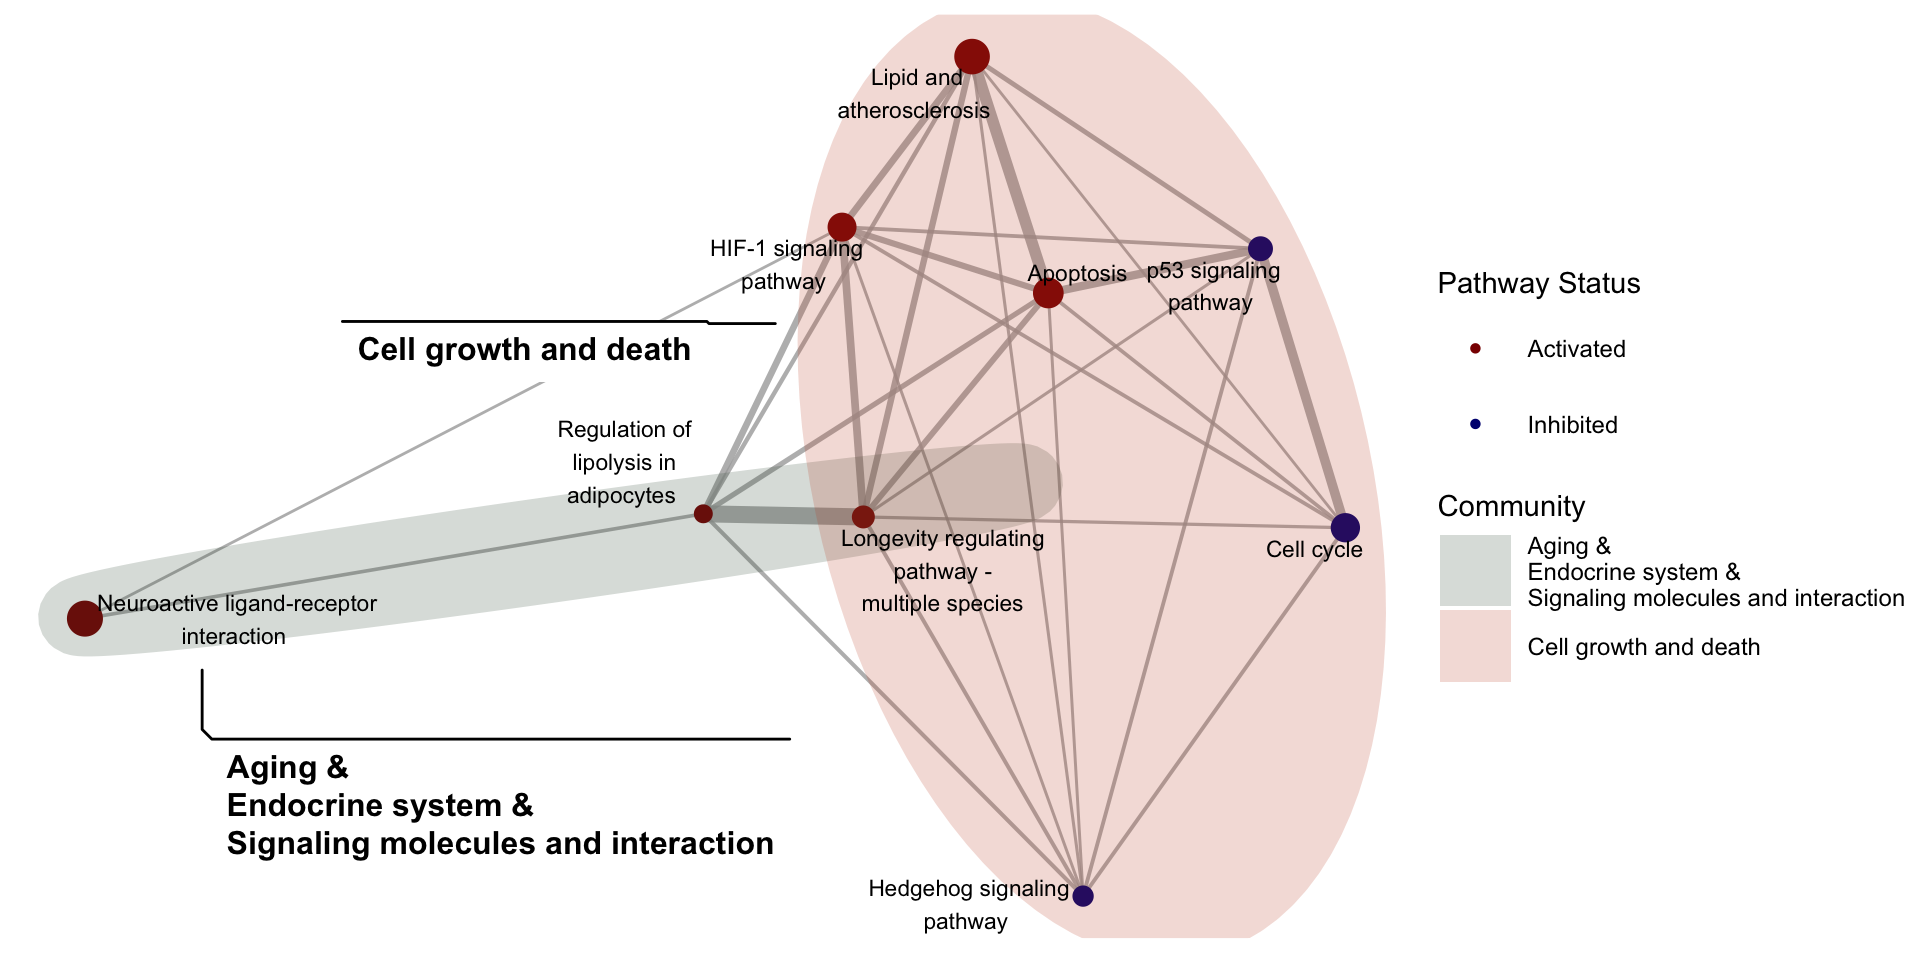 Lipid and
atherosclerosis
HIF-1 signaling
pathway
Apoptosis
p53 signaling
pathway
Cell growth and death
Regulation of
lipolysis in
adipocytes
Longevity regulating
pathway -
multiple species
Cell cycle
Neuroactive ligand-receptor
interaction
Aging &
Endocrine system &
Signaling molecules and interaction
Hedgehog signaling
pathway
Pathway Status
Activated
Inhibited
Community
Aging &
Endocrine system &
Signaling molecules and interaction
Cell growth and death